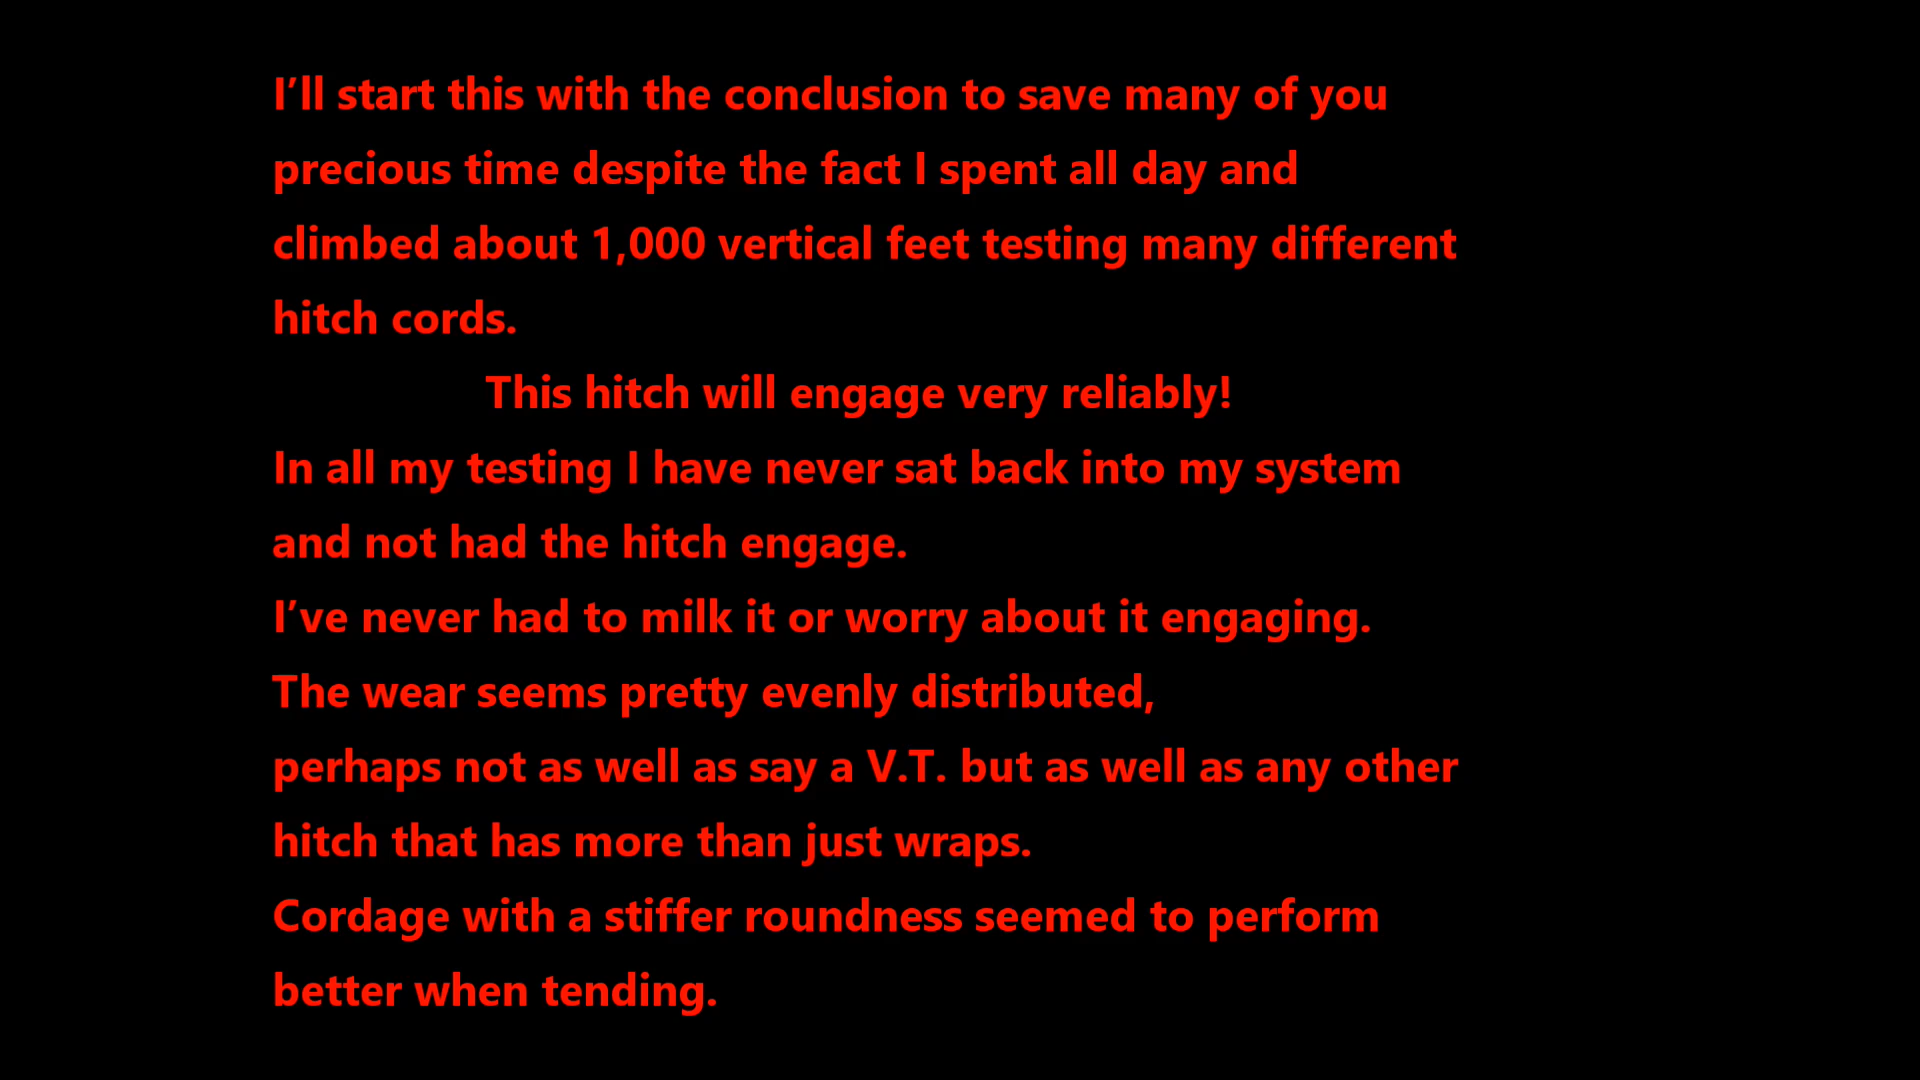 I’ll start this with the conclusion to save many of you
precious time despite the fact I spent all day and
climbed about 1,000 vertical feet testing many different
hitch cords.
This hitch will engage very reliably!
In all my testing I have never sat back into my system
and not had the hitch engage.
I’ve never had to milk it or worry about it engaging.
The wear seems pretty evenly distributed,
perhaps not as well as say a V.T. but as well as any other
hitch that has more than just wraps.
Cordage with a stiffer roundness seemed to perform
better when tending.